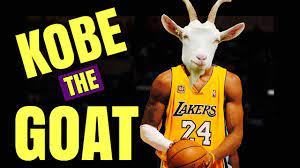 KOBE
THE
GOAT
LAKERS
24